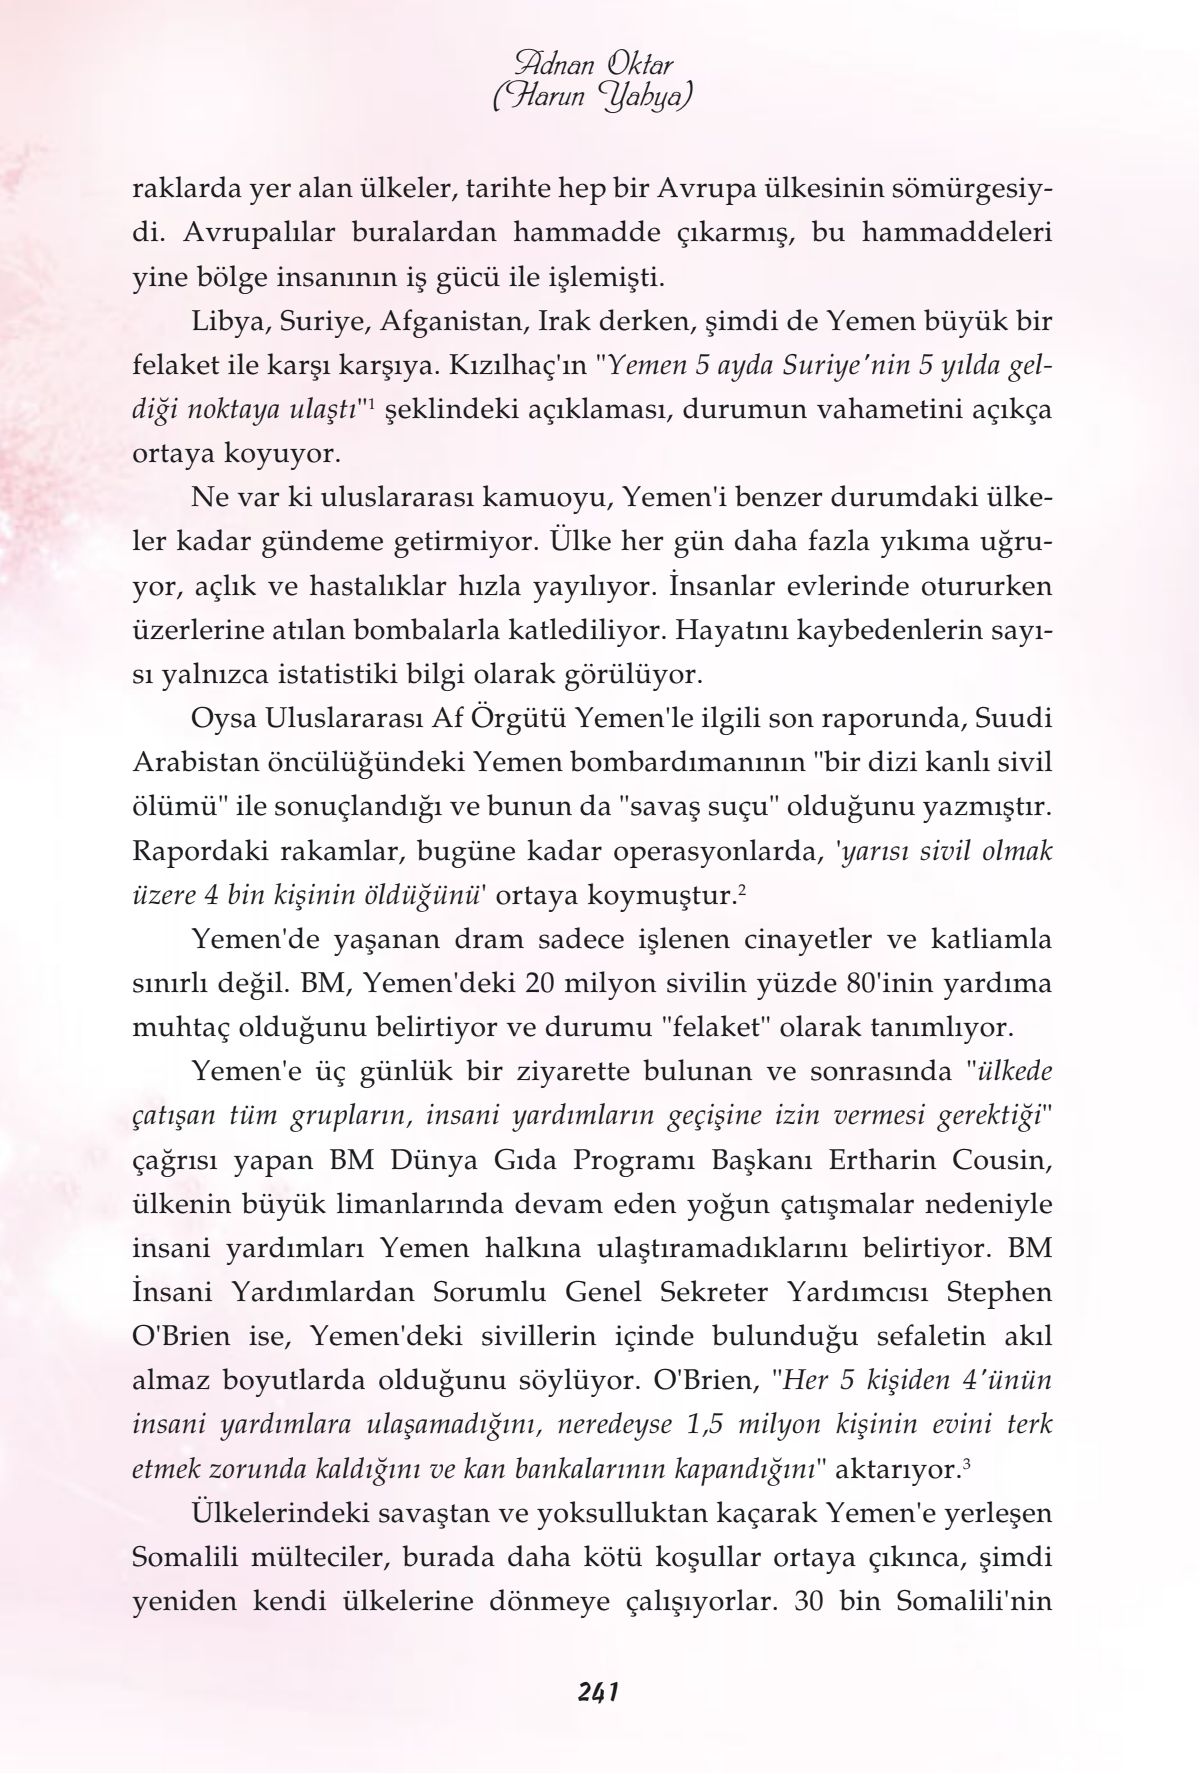 Adnan Oktar
(Harun Yahya)
raklarda yer alan ülkeler, tarihte hep bir Avrupa ülkesinin sömürgesiy-
di. Avrupalılar buralardan hammadde çıkarmış, bu hammaddeleri
yine bölge insanının iş gücü ile işlemişti.
Libya, Suriye, Afganistan, Irak derken, şimdi de Yemen büyük bir
felaket ile karşı karşıya. Kızılhaç'ın "Yemen 5 ayda Suriye'nin 5 yılda gel-
diği noktaya ulaştı"¹ şeklindeki açıklaması, durumun vahametini açıkça
ortaya koyuyor.
Ne var ki uluslararası kamuoyu, Yemen'i benzer durumdaki ülke-
ler kadar gündeme getirmiyor. Ülke her gün daha fazla yıkıma uğru-
yor, açlık ve hastalıklar hızla yayılıyor. İnsanlar evlerinde otururken
üzerlerine atılan bombalarla katlediliyor. Hayatını kaybedenlerin sayı-
sı yalnızca istatistiki bilgi olarak görülüyor.
Oysa Uluslararası Af Örgütü Yemen'le ilgili son raporunda, Suudi
Arabistan öncülüğündeki Yemen bombardımanının "bir dizi kanlı sivil
ölümü" ile sonuçlandığı ve bunun da "savaş suçu" olduğunu yazmıştır.
Rapordaki rakamlar, bugüne kadar operasyonlarda, 'yarısı sivil olmak
üzere 4 bin kişinin öldüğünü' ortaya koymuştur.²
Yemen'de yaşanan dram sadece işlenen cinayetler ve katliamla
sınırlı değil. BM, Yemen'deki 20 milyon sivilin yüzde 80'inin yardıma
muhtaç olduğunu belirtiyor ve durumu "felaket" olarak tanımlıyor.
Yemen'e üç günlük bir ziyarette bulunan ve sonrasında "ülkede
çatışan tüm grupların, insani yardımların geçişine izin vermesi gerektiği"
çağrısı yapan BM Dünya Gıda Programı Başkanı Ertharin Cousin,
ülkenin büyük limanlarında devam eden yoğun çatışmalar nedeniyle
insani yardımları Yemen halkına ulaştıramadıklarını belirtiyor. BM
İnsani Yardımlardan Sorumlu Genel Sekreter Yardımcısı Stephen
O'Brien ise, Yemen'deki sivillerin içinde bulunduğu sefaletin akıl
almaz boyutlarda olduğunu söylüyor. O'Brien, "Her 5 kişiden 4'ünün
insani yardımlara ulaşamadığını, neredeyse 1,5 milyon kişinin evini terk
etmek zorunda kaldığını ve kan bankalarının kapandığını" aktarıyor.³
Ülkelerindeki savaştan ve yoksulluktan kaçarak Yemen'e yerleşen
Somalili mülteciler, burada daha kötü koşullar ortaya çıkınca, şimdi
yeniden kendi ülkelerine dönmeye çalışıyorlar. 30 bin Somalili'nin
241